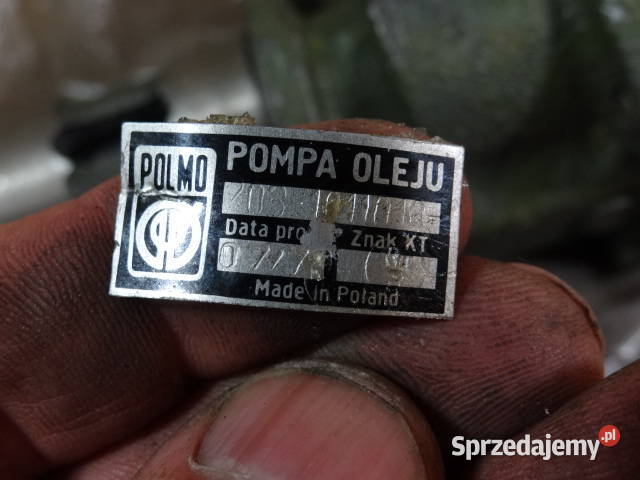 POLMO
POMPA OLEJU
Data pro Znak KT
Made in Poland
Sprzedajemy.pl